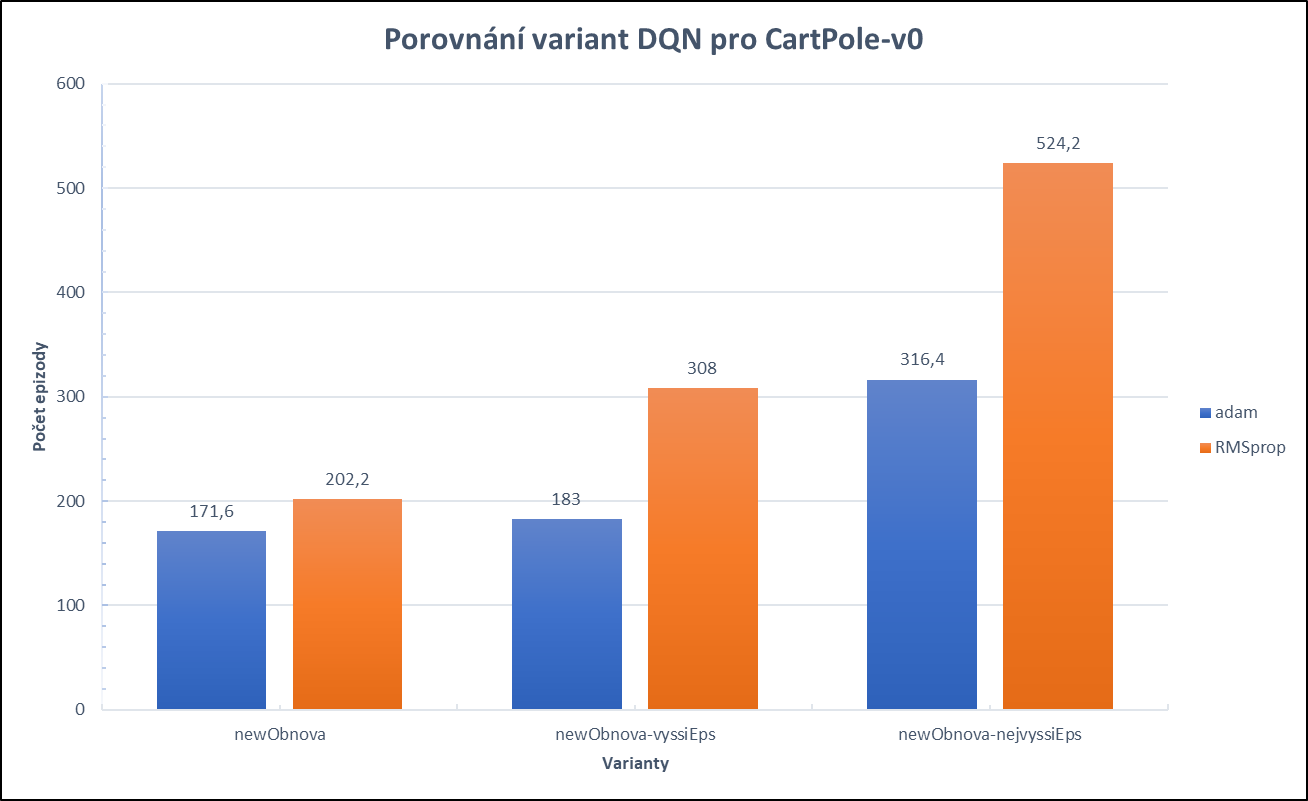 Porovnání variant DQN pro CartPole-v0
600
500
400
300
200
100
0
Počet epizody
171,6
202,2
183
308
316,4
524,2
newObnova
newObnova-vyssiEps
newObnova-nejvyssiEps
Varianty
adam
RMSprop